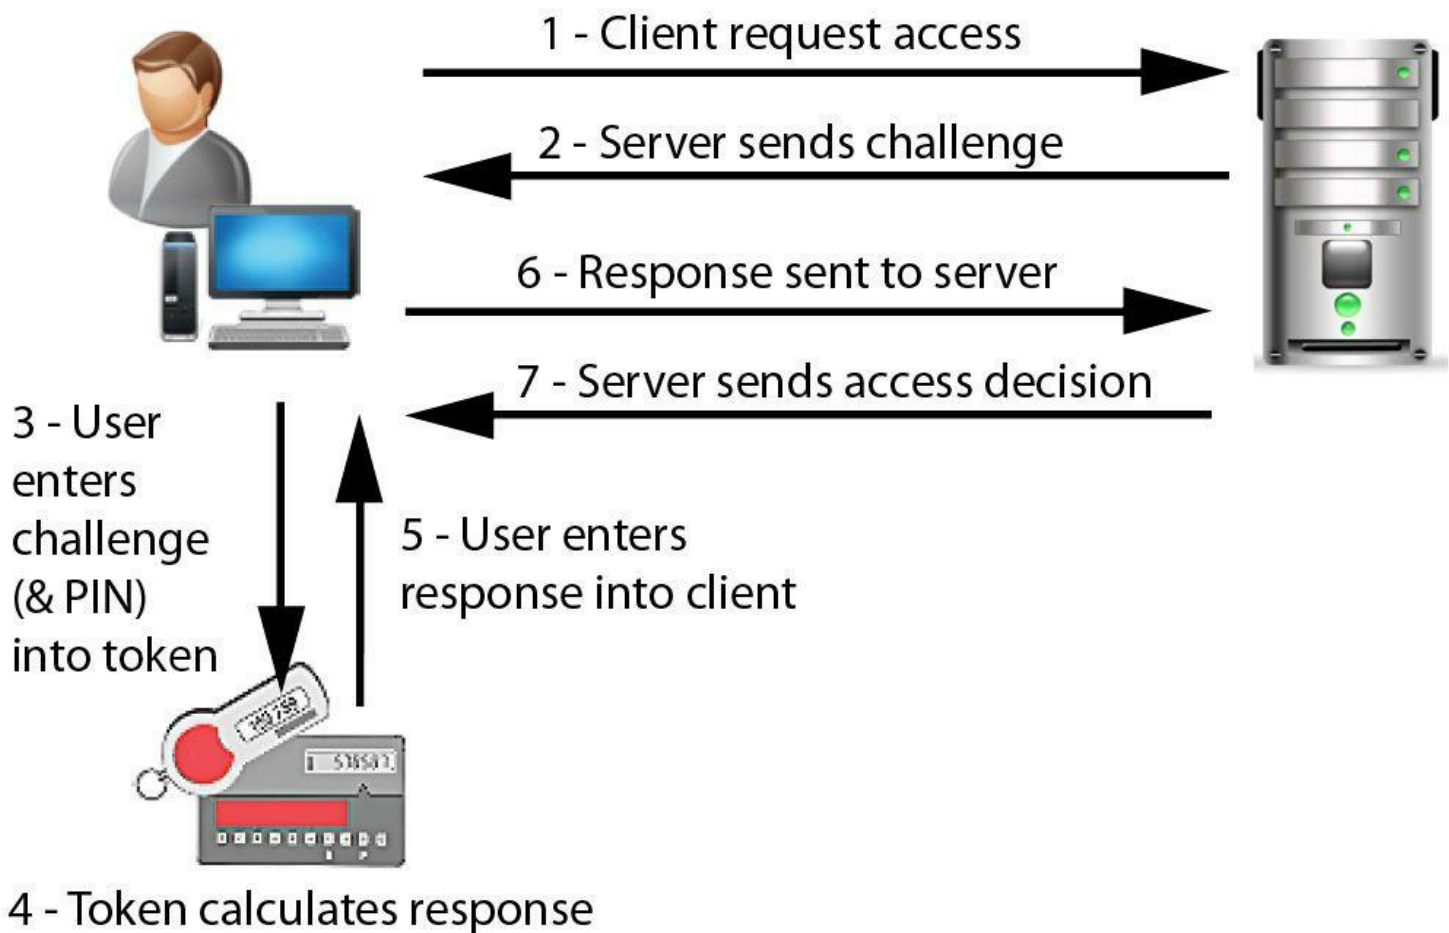 1 - Client request access
2 - Server sends challenge
6 - Response sent to server
7 - Server sends access decision
3 - User
enters
challenge
(& PIN)
into token
5 - User enters
response into client
4 - Token calculates response